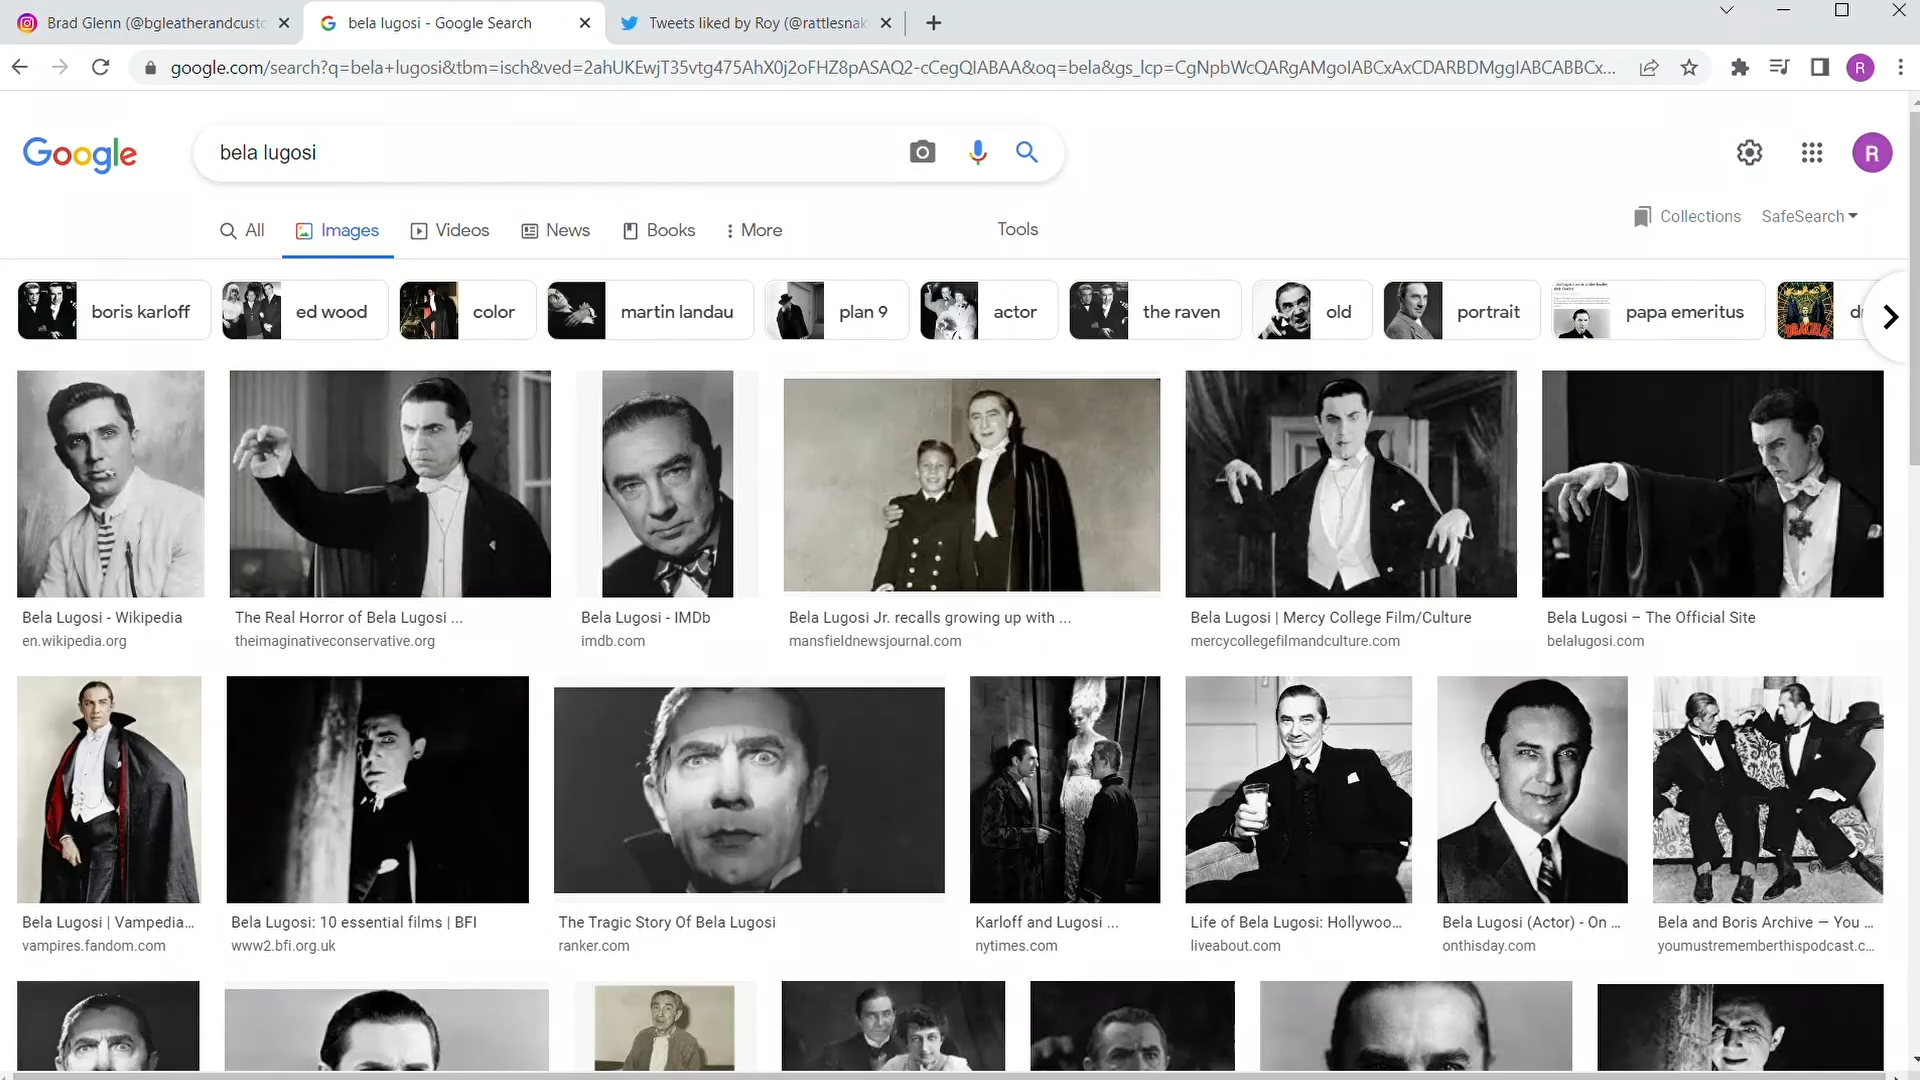 Brad Glenn (@bgleatherandcusto
bela lugosi - Google Search
Tweets liked by Roy (@rattlesnak
google.com/search?q=bela+lugosi&tbm=isch&ved=2ahUKEwjT35vtg475AhX0j2oFHZ8pASAQ2-cCegQIABAA&oq=bela&gs_lcp=CgNpbWcQARgAMgoIABCxAxCDARBDMggIABCABBCx...
R
Google
bela lugosi
R
All
Images
Videos
News
Books
More
Tools
Collections
SafeSearch
boris karloff
ed wood
color
martin landau
plan 9
actor
the raven
old
portrait
papa emeritus
DRACULA
d
Bela Lugosi - Wikipedia
en.wikipedia.org
The Real Horror of Bela Lugosi ...
theimaginativeconservative.org
Bela Lugosi - IMDb
imdb.com
Bela Lugosi Jr. recalls growing up with ...
mansfieldnewsjournal.com
Bela Lugosi | Mercy College Film/Culture
mercycollegefilmandculture.com
Bela Lugosi – The Official Site
belalugosi.com
Bela Lugosi | Vampedia...
vampires.fandom.com
Bela Lugosi: 10 essential films | BFI
www2.bfi.org.uk
The Tragic Story Of Bela Lugosi
ranker.com
Karloff and Lugosi ...
nytimes.com
Life of Bela Lugosi: Hollywoo...
liveabout.com
Bela Lugosi (Actor) - On ...
onthisday.com
Bela and Boris Archive — You ...
youmustrememberthispodcast.c...